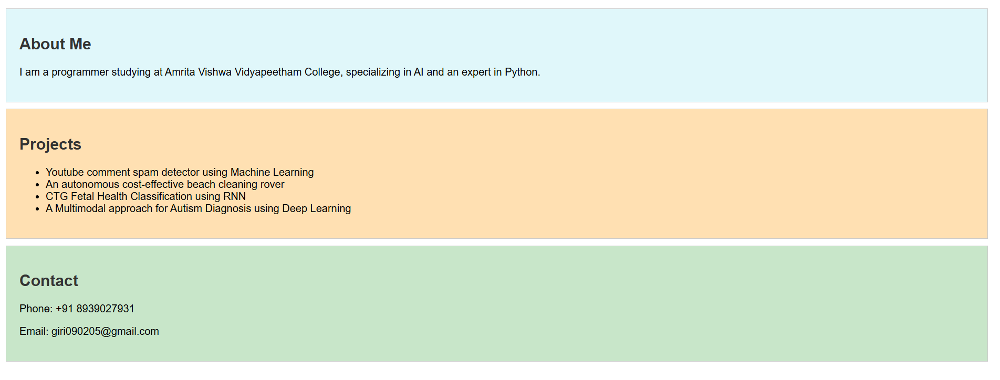 About Me
I am a programmer studying at Amrita Vishwa Vidyapeetham College, specializing in AI and an expert in Python.
Projects
• Youtube comment spam detector using Machine Learning
• An autonomous cost-effective beach cleaning rover
• CTG Fetal Health Classification using RNN
• A Multimodal approach for Autism Diagnosis using Deep Learning
Contact
Phone: +91 8939027931
Email: giri090205@gmail.com